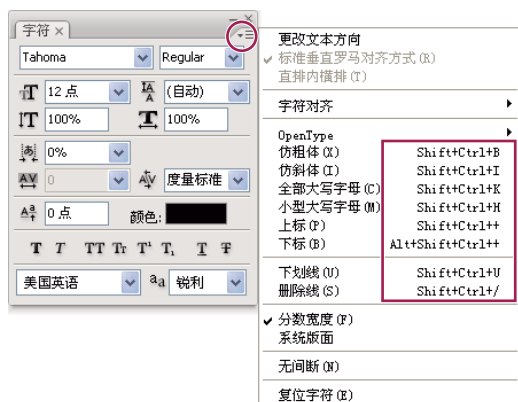 字符 ×
Tahoma Regular
12 点 (自动)
100% 100%
0%
0 度量标准
0 点 颜色:
T T TT Tr T¹ T₁ T T
美国英语 aa 锐利
更改文本方向
✓ 标准垂直罗马对齐方式(R)
直排内横排(T)
字符对齐
OpenType
仿粗体(X) Shift+Ctrl+B
仿斜体(I) Shift+Ctrl+I
全部大写字母(C) Shift+Ctrl+K
小型大写字母(M) Shift+Ctrl+H
上标(P) Shift+Ctrl++
下标(B) Alt+Shift+Ctrl++
下划线(U) Shift+Ctrl+U
删除线(S) Shift+Ctrl+/
✓ 分数宽度(F)
系统版面
无间断(N)
复位字符(E)